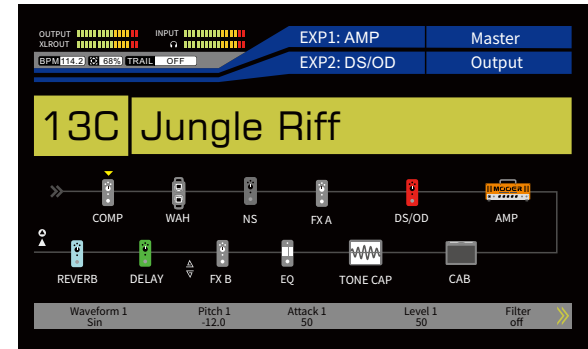 OUTPUT INPUT EXP1: AMP Master
XLROUT
BPM 114.2 68% TRAIL OFF EXP2: DS/OD Output
13C Jungle Riff
MOOER
COMP WAH NS FX A DS/OD AMP
REVERB DELAY FX B EQ TONE CAP CAB
Waveform 1 Pitch 1 Attack 1 Level 1 Filter
Sin -12.0 50 50 off